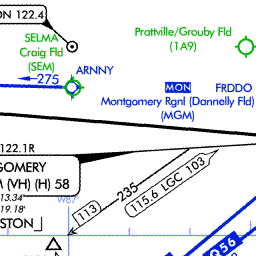 ON 122.4
SELMA
Craig Fld
(SEM)
Prattville/Grouby Fld
(1A9)
275
ARNNY
MON
FRDDO
Montgomery Rgnl (Dannelly Fld)
(MGM)
122.1R
GOMERY
M (VH) (H) 58
13.34'
19.18'
W87°
STON
113
235
115.6 LGC 103
Q56